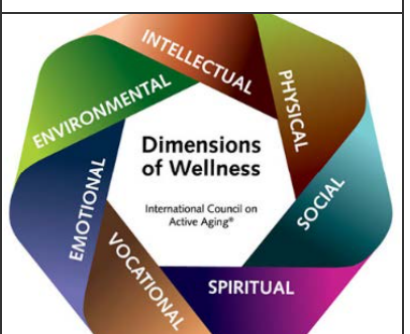 INTELLECTUAL
PHYSICAL
SOCIAL
SPIRITUAL
VOCATIONAL
EMOTIONAL
ENVIRONMENTAL
Dimensions
of Wellness
International Council on
Active Aging®